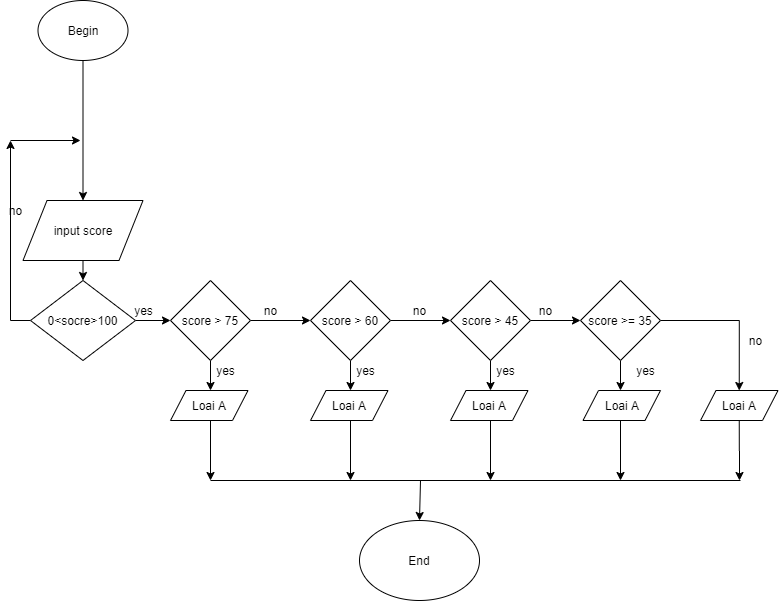 Begin
no
input score
0<socre>100
yes
score > 75
no
score > 60
no
score > 45
no
score >= 35
no
yes
yes
yes
yes
Loai A
Loai A
Loai A
Loai A
Loai A
End